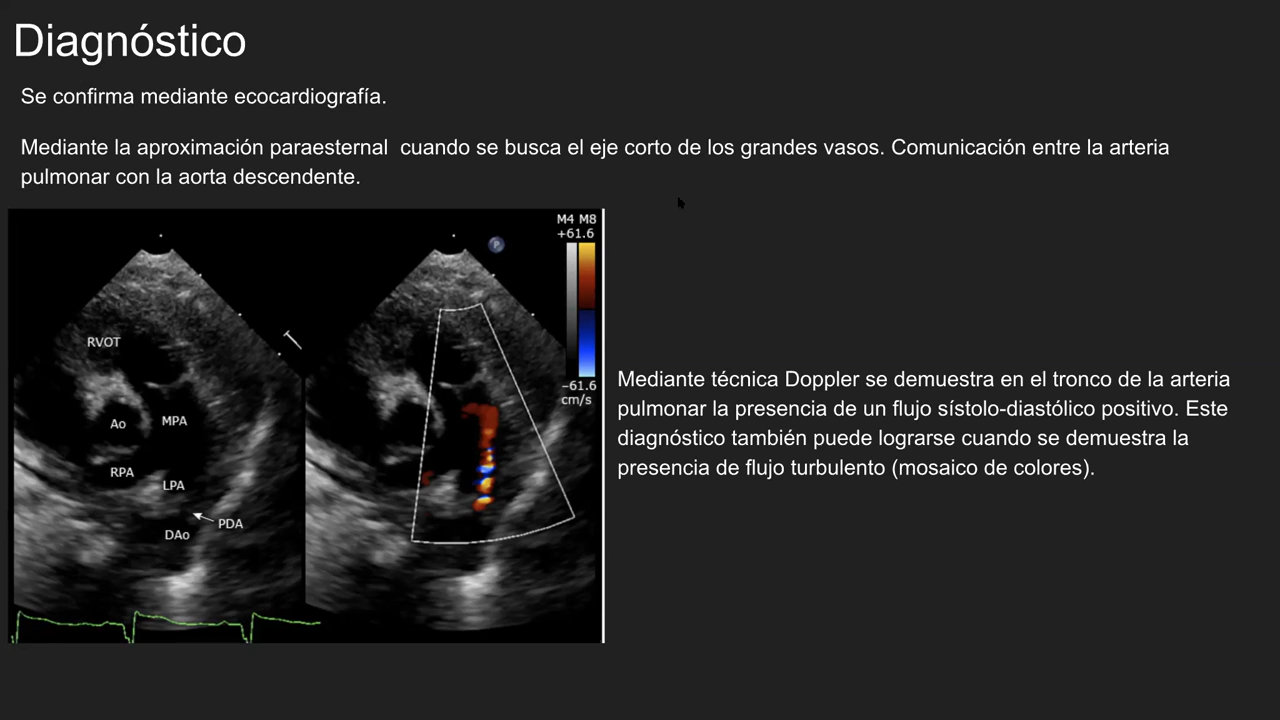 Diagnóstico
Se confirma mediante ecocardiografía.
Mediante la aproximación paraesternal  cuando se busca el eje corto de los grandes vasos. Comunicación entre la arteria
pulmonar con la aorta descendente.
M4 M8
+61.6
P
RVOT
−61.6
cm/s
Ao
MPA
RPA
LPA
PDA
DAo
Mediante técnica Doppler se demuestra en el tronco de la arteria
pulmonar la presencia de un flujo sístolo-diastólico positivo. Este
diagnóstico también puede lograrse cuando se demuestra la
presencia de flujo turbulento (mosaico de colores).